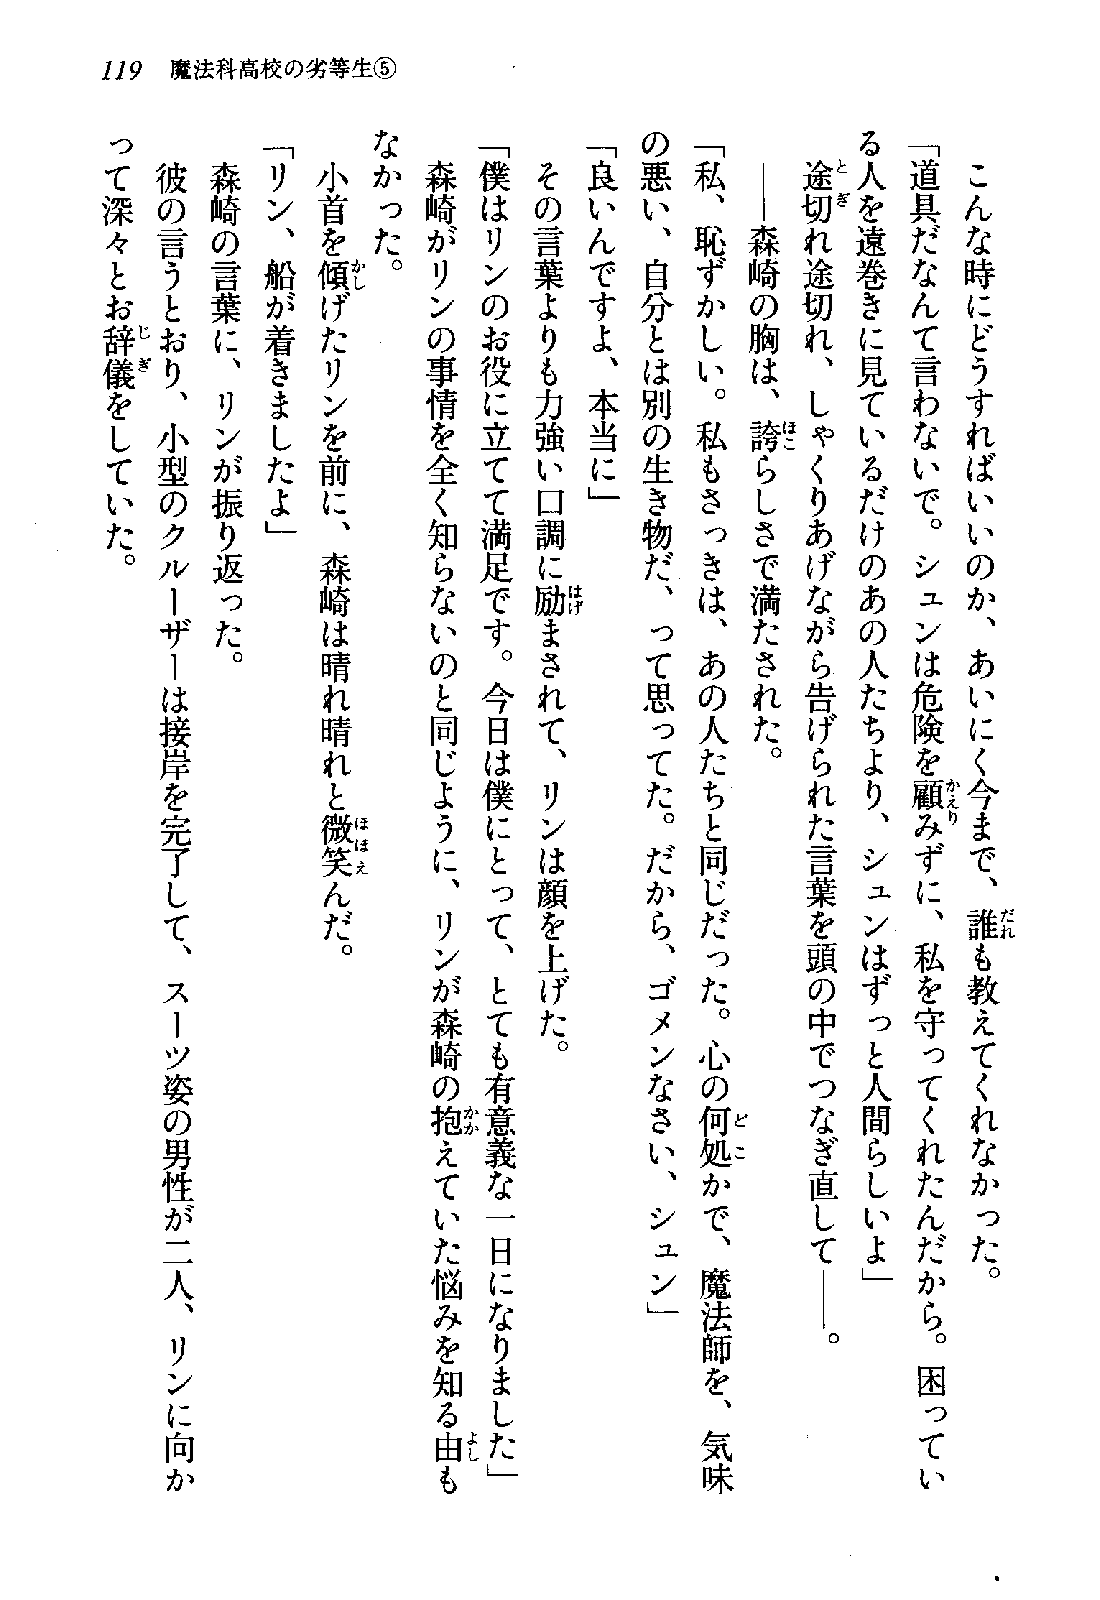 119 魔法科高校の劣等生⑤
こんな時にどうすればいいのか、あいにく今まで、誰も教えてくれなかった。
「道具だなんて言わないで。シュンは危険を顧みずに、私を守ってくれたんだから。困ってい
る人を遠巻きに見ているだけのあの人たちより、シュンはずっと人間らしいよ」
途切れ途切れ、しゃくりあげながら告げられた言葉を頭の中でつなぎ直して――。
――森崎の胸は、誇らしさで満たされた。
「私、恥ずかしい。私もさっきは、あの人たちと同じだった。心の何処かで、魔法師を、気味
の悪い、自分とは別の生き物だ、って思ってた。だから、ゴメンなさい、シュン」
「良いんですよ、本当に」
その言葉よりも力強い口調に励まされて、リンは顔を上げた。
「僕はリンのお役に立てて満足です。今日は僕にとって、とても有意義な一日になりました」
森崎がリンの事情を全く知らないのと同じように、リンが森崎の抱えていた悩みを知る由も
なかった。
小首を傾げたリンを前に、森崎は晴れ晴れと微笑んだ。
「リン、船が着きましたよ」
森崎の言葉に、リンが振り返った。
彼の言うとおり、小型のクルーザーは接岸を完了して、スーツ姿の男性が二人、リンに向か
って深々とお辞儀をしていた。